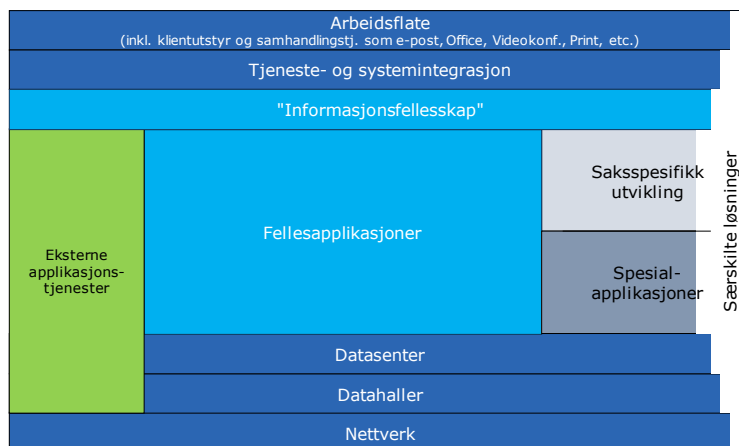 Arbeidsflate
(inkl. klientutstyr og samhandlingstj. som e-post, Office, Videokonf., Print, etc.)
Tjeneste- og systemintegrasjon
"Informasjonsfellesskap"
Eksterne
applikasjons-
tjenester
Fellesapplikasjoner
Saksspesifikk
utvikling
Spesial-
applikasjoner
Særskilte løsninger
Datasenter
Datahaller
Nettverk